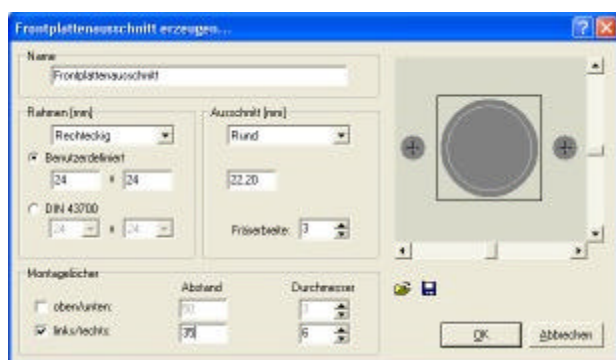 Frontplattenausschnitt erzeugen...
Name
Frontplattenausschnitt
Rahmen [mm]
Rechteckig
Benutzerdefiniert
24 x 24
DIN 43700
24 x 24
Ausschnitt [mm]
Rund
22.20
Fräserbreite: 3
Montagelöcher
Abstand Durchmesser
oben/unten: 3
links/rechts: 35 6
OK Abbrechen